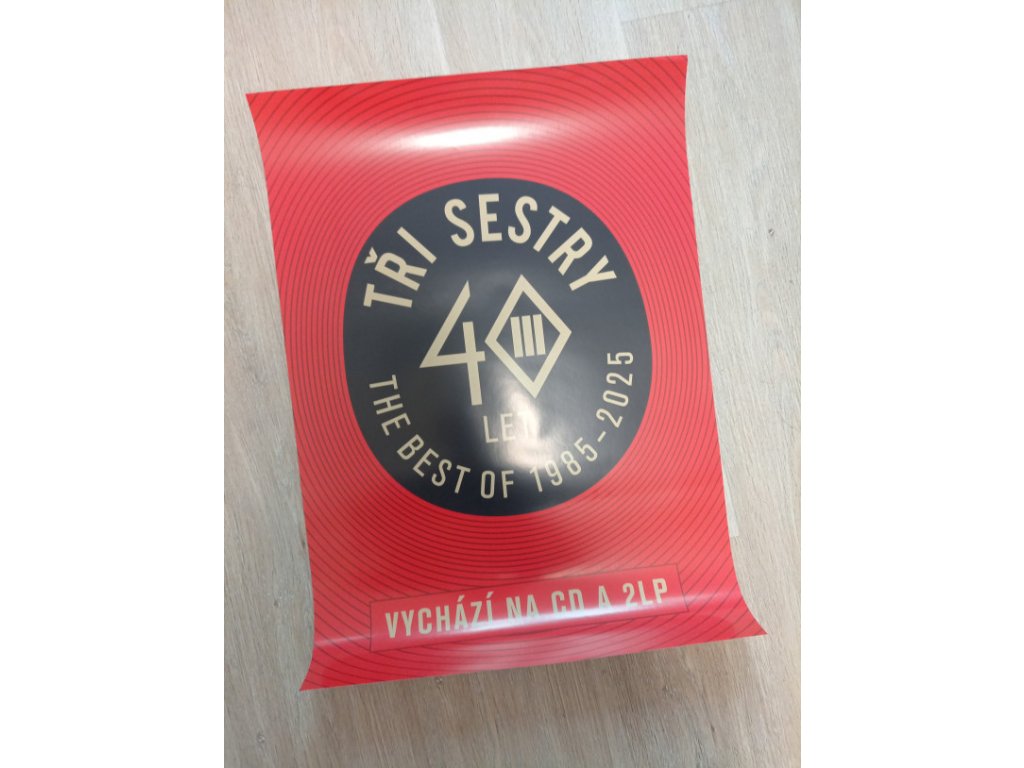 TŘI SESTRY
40
III
LET
THE BEST OF 1985-2025
VYCHÁZÍ NA CD A 2LP